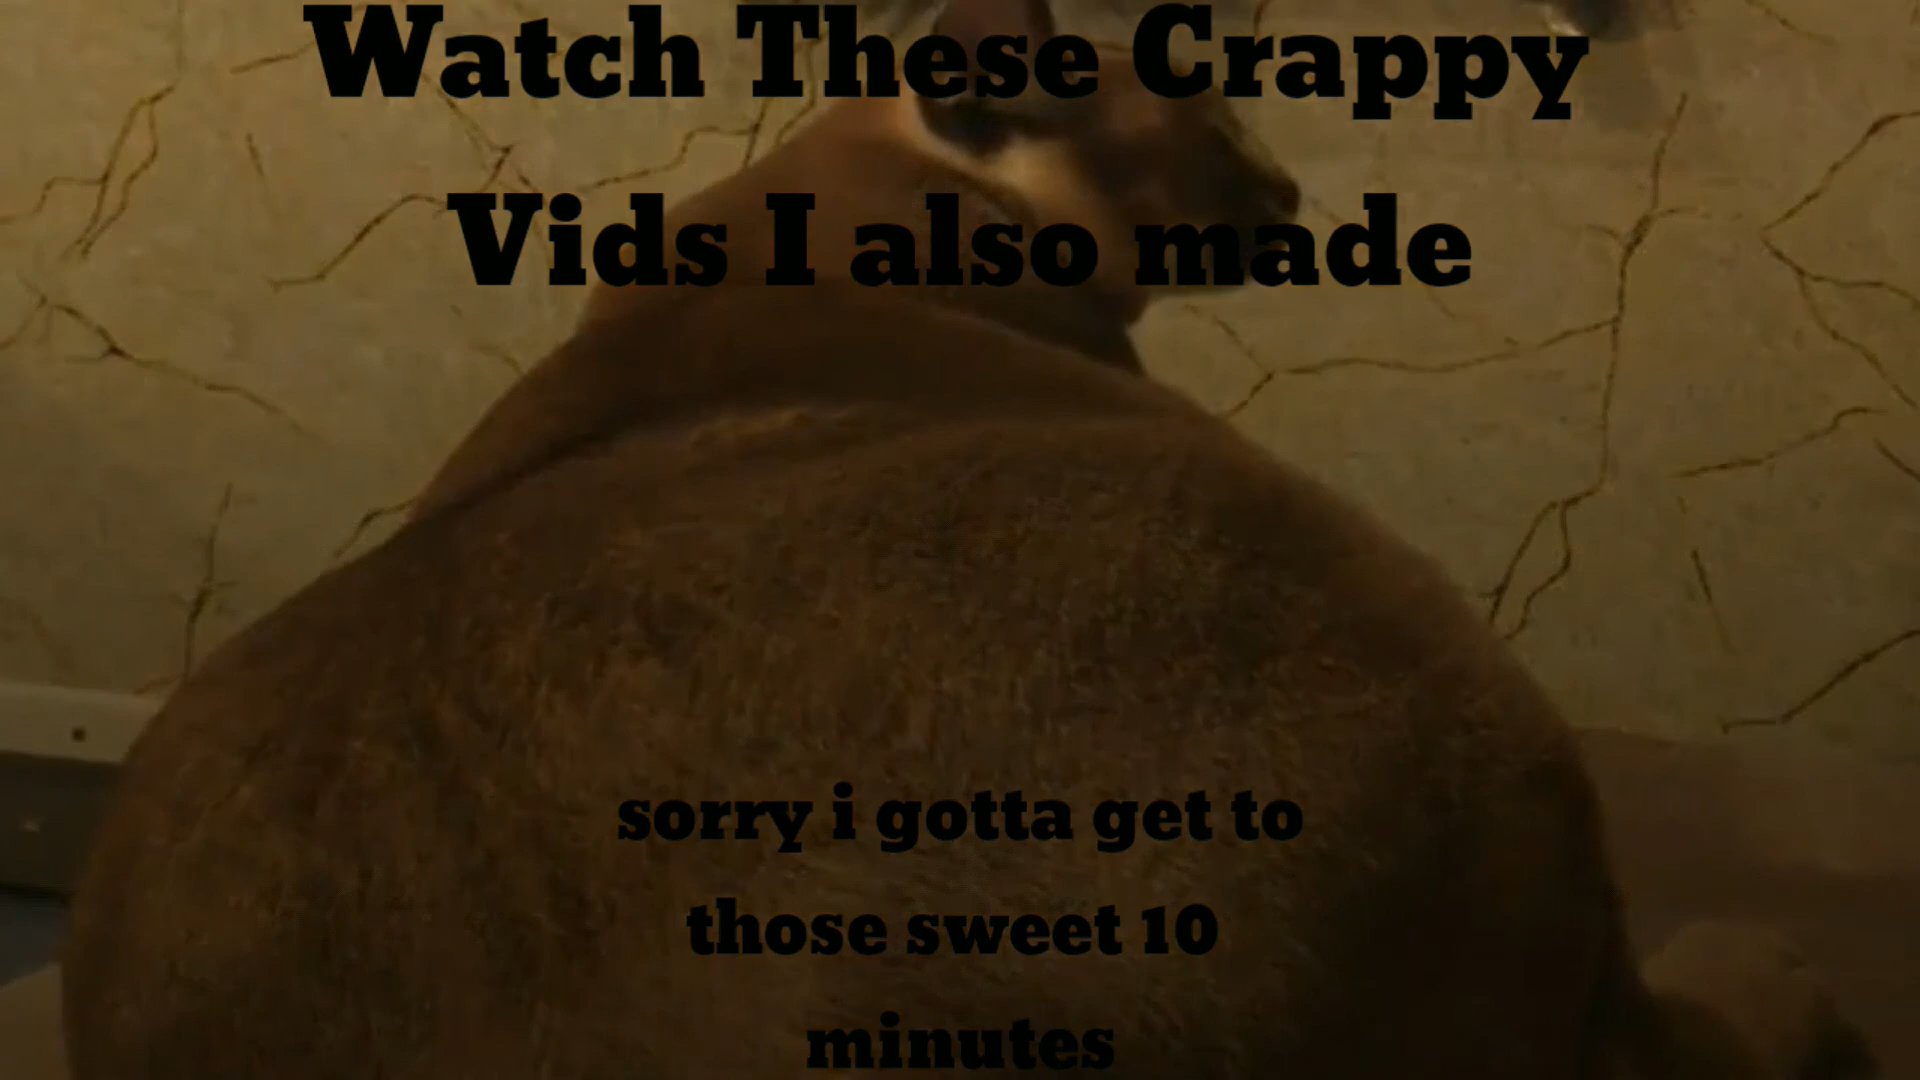 Watch These Crappy
Vids I also made
sorry i gotta get to
those sweet 10
minutes